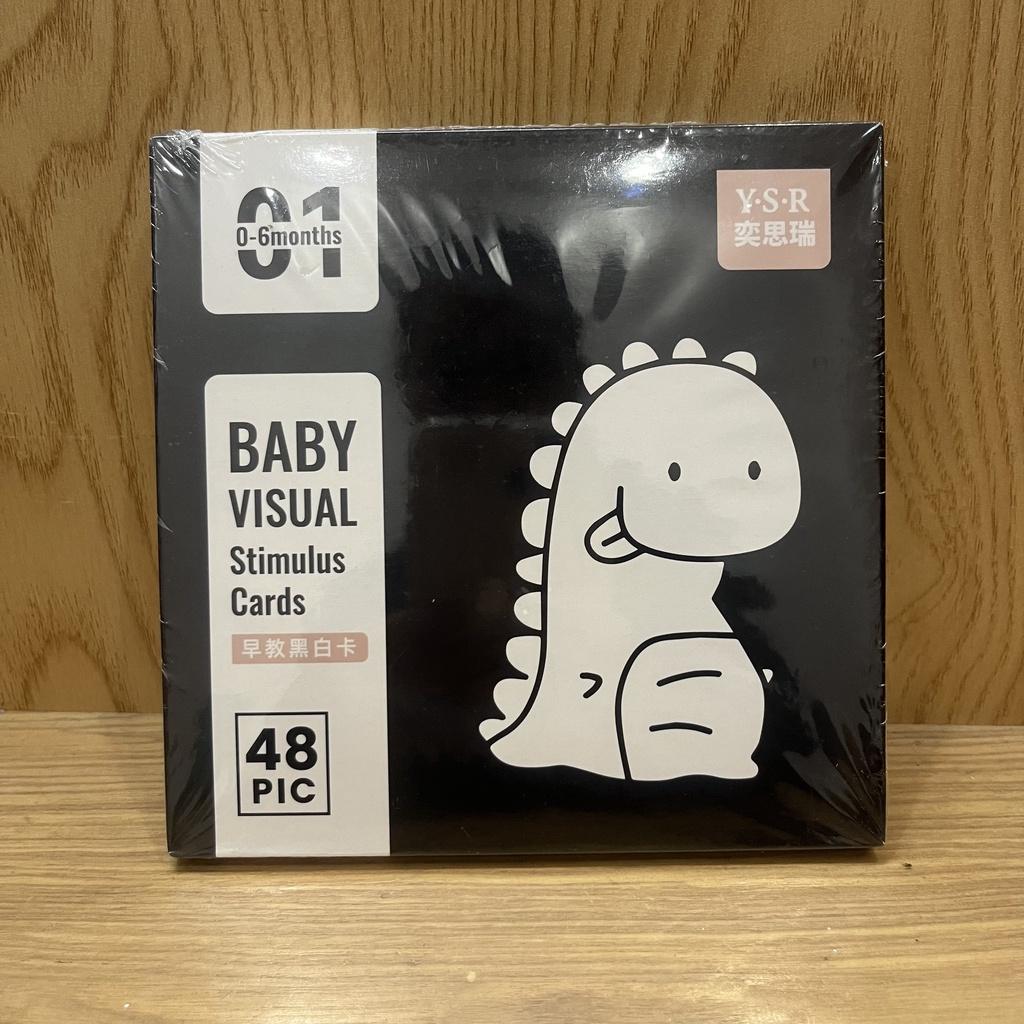 01
0-6months
Y·S·R
奕思瑞
BABY
VISUAL
Stimulus
Cards
早教黑白卡
48
PIC